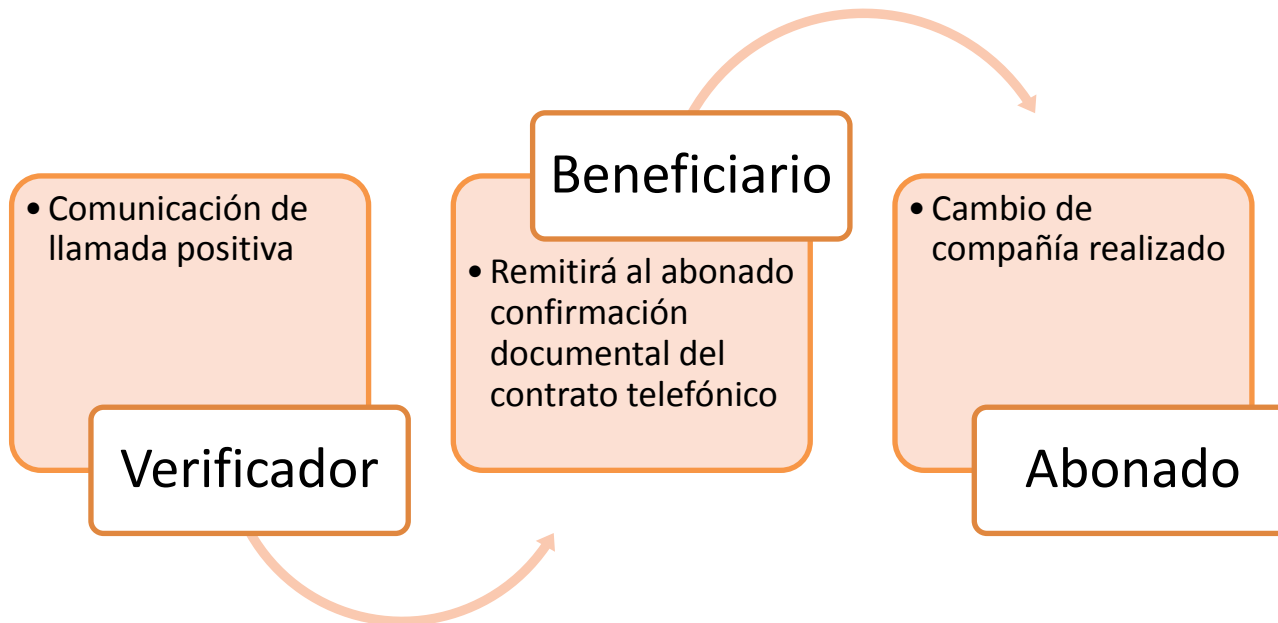 • Comunicación de
llamada positiva
Verificador
Beneficiario
• Remitirá al abonado
confirmación
documental del
contrato telefónico
• Cambio de
compañía realizado
Abonado